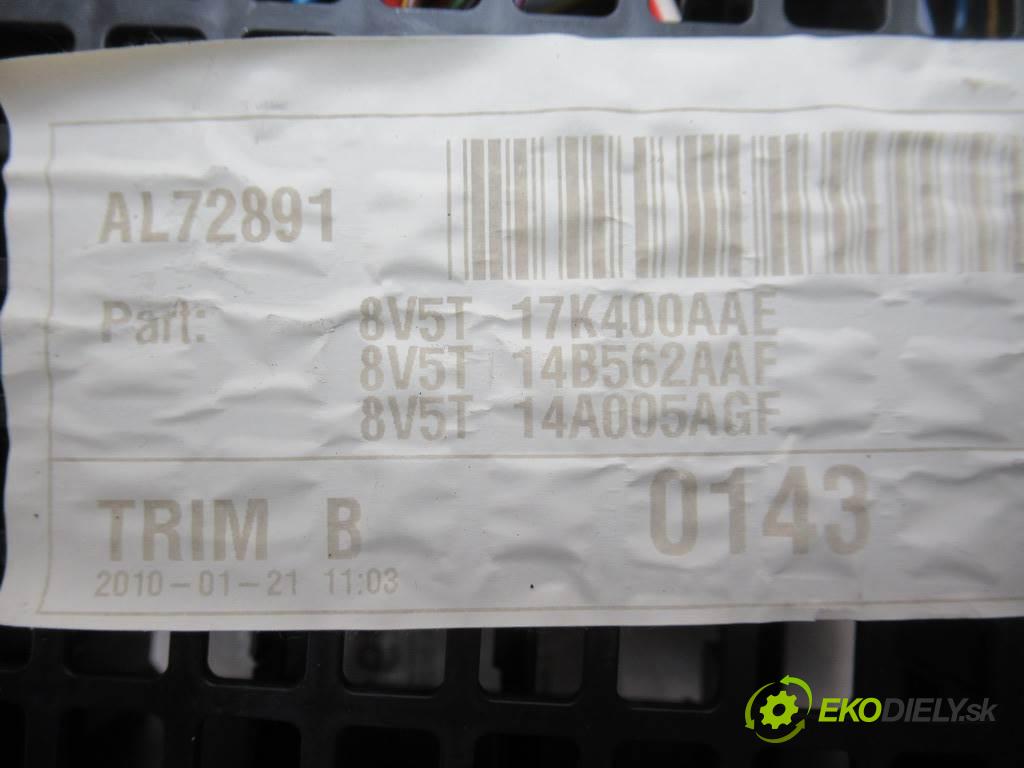 AL72891
Part: 8V5T 17K400AAE
8V5T 14B562AAF
8V5T 14A005AGF
TRIM B 0143
2010-01-21 11:03
EKODIELY.sk